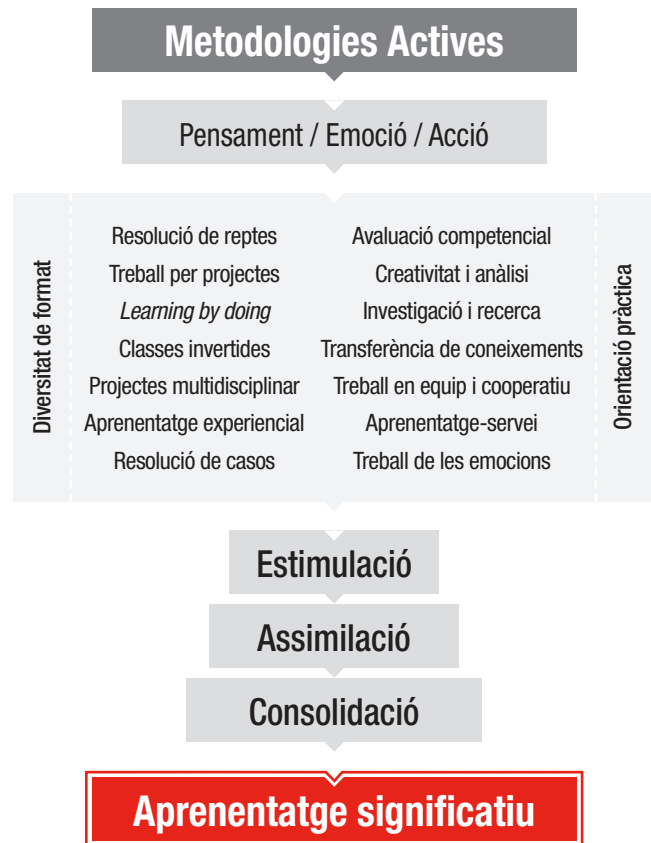 Metodologies Actives
Pensament / Emoció / Acció
Diversitat de format
Resolució de reptes
Treball per projectes
Learning by doing
Classes invertides
Projectes multidisciplinar
Aprenentatge experiencial
Resolució de casos
Avaluació competencial
Creativitat i anàlisi
Investigació i recerca
Transferència de coneixements
Treball en equip i cooperatiu
Aprenentatge-servei
Treball de les emocions
Orientació pràctica
Estimulació
Assimilació
Consolidació
Aprenentatge significatiu